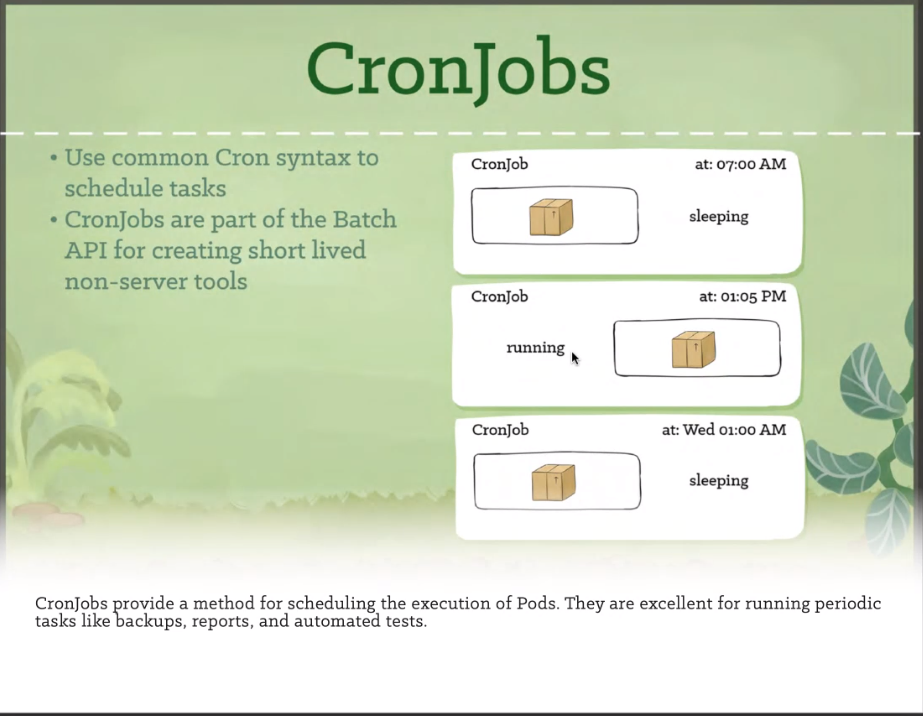 CronJobs
• Use common Cron syntax to
schedule tasks
• CronJobs are part of the Batch
API for creating short lived
non-server tools
CronJob at: 07:00 AM
sleeping
CronJob at: 01:05 PM
running
CronJob at: Wed 01:00 AM
sleeping
CronJobs provide a method for scheduling the execution of Pods. They are excellent for running periodic
tasks like backups, reports, and automated tests.